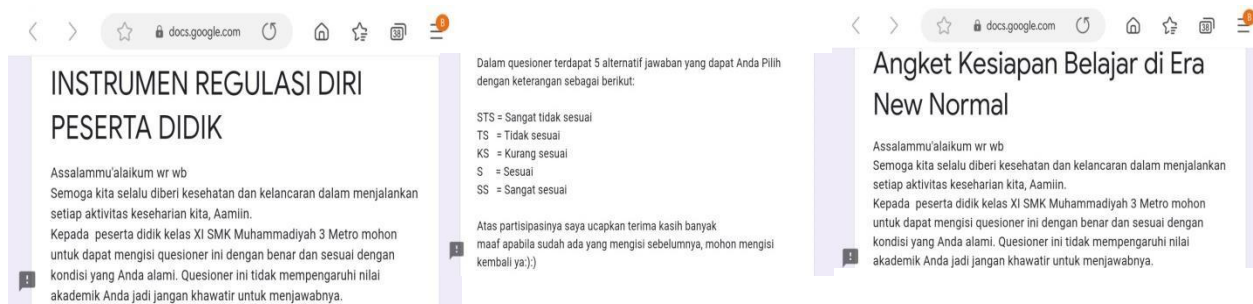 docs.google.com
38
B
INSTRUMEN REGULASI DIRI
PESERTA DIDIK
Assalammu'alaikum wr wb
Semoga kita selalu diberi kesehatan dan kelancaran dalam menjalankan
setiap aktivitas keseharian kita, Aamiin.
Kepada peserta didik kelas XI SMK Muhammadiyah 3 Metro mohon
untuk dapat mengisi quesioner ini dengan benar dan sesuai dengan
kondisi yang Anda alami. Quesioner ini tidak mempengaruhi nilai
akademik Anda jadi jangan khawatir untuk menjawabnya.
Dalam quesioner terdapat 5 alternatif jawaban yang dapat Anda Pilih
dengan keterangan sebagai berikut:
STS = Sangat tidak sesuai
TS = Tidak sesuai
KS = Kurang sesuai
S = Sesuai
SS = Sangat sesuai
Atas partisipasinya saya ucapkan terima kasih banyak
maaf apabila sudah ada yang mengisi sebelumnya, mohon mengisi
kembali ya:):)
docs.google.com
38
B
Angket Kesiapan Belajar di Era
New Normal
Assalammu'alaikum wr wb
Semoga kita selalu diberi kesehatan dan kelancaran dalam menjalankan
setiap aktivitas keseharian kita, Aamiin.
Kepada peserta didik kelas XI SMK Muhammadiyah 3 Metro mohon
untuk dapat mengisi quesioner ini dengan benar dan sesuai dengan
kondisi yang Anda alami. Quesioner ini tidak mempengaruhi nilai
akademik Anda jadi jangan khawatir untuk menjawabnya.